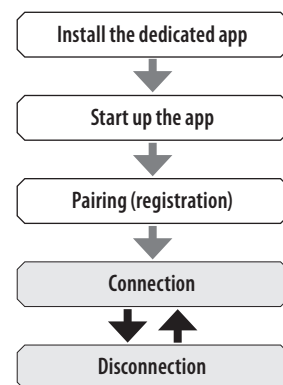 Install the dedicated app
Start up the app
Pairing (registration)
Connection
Disconnection